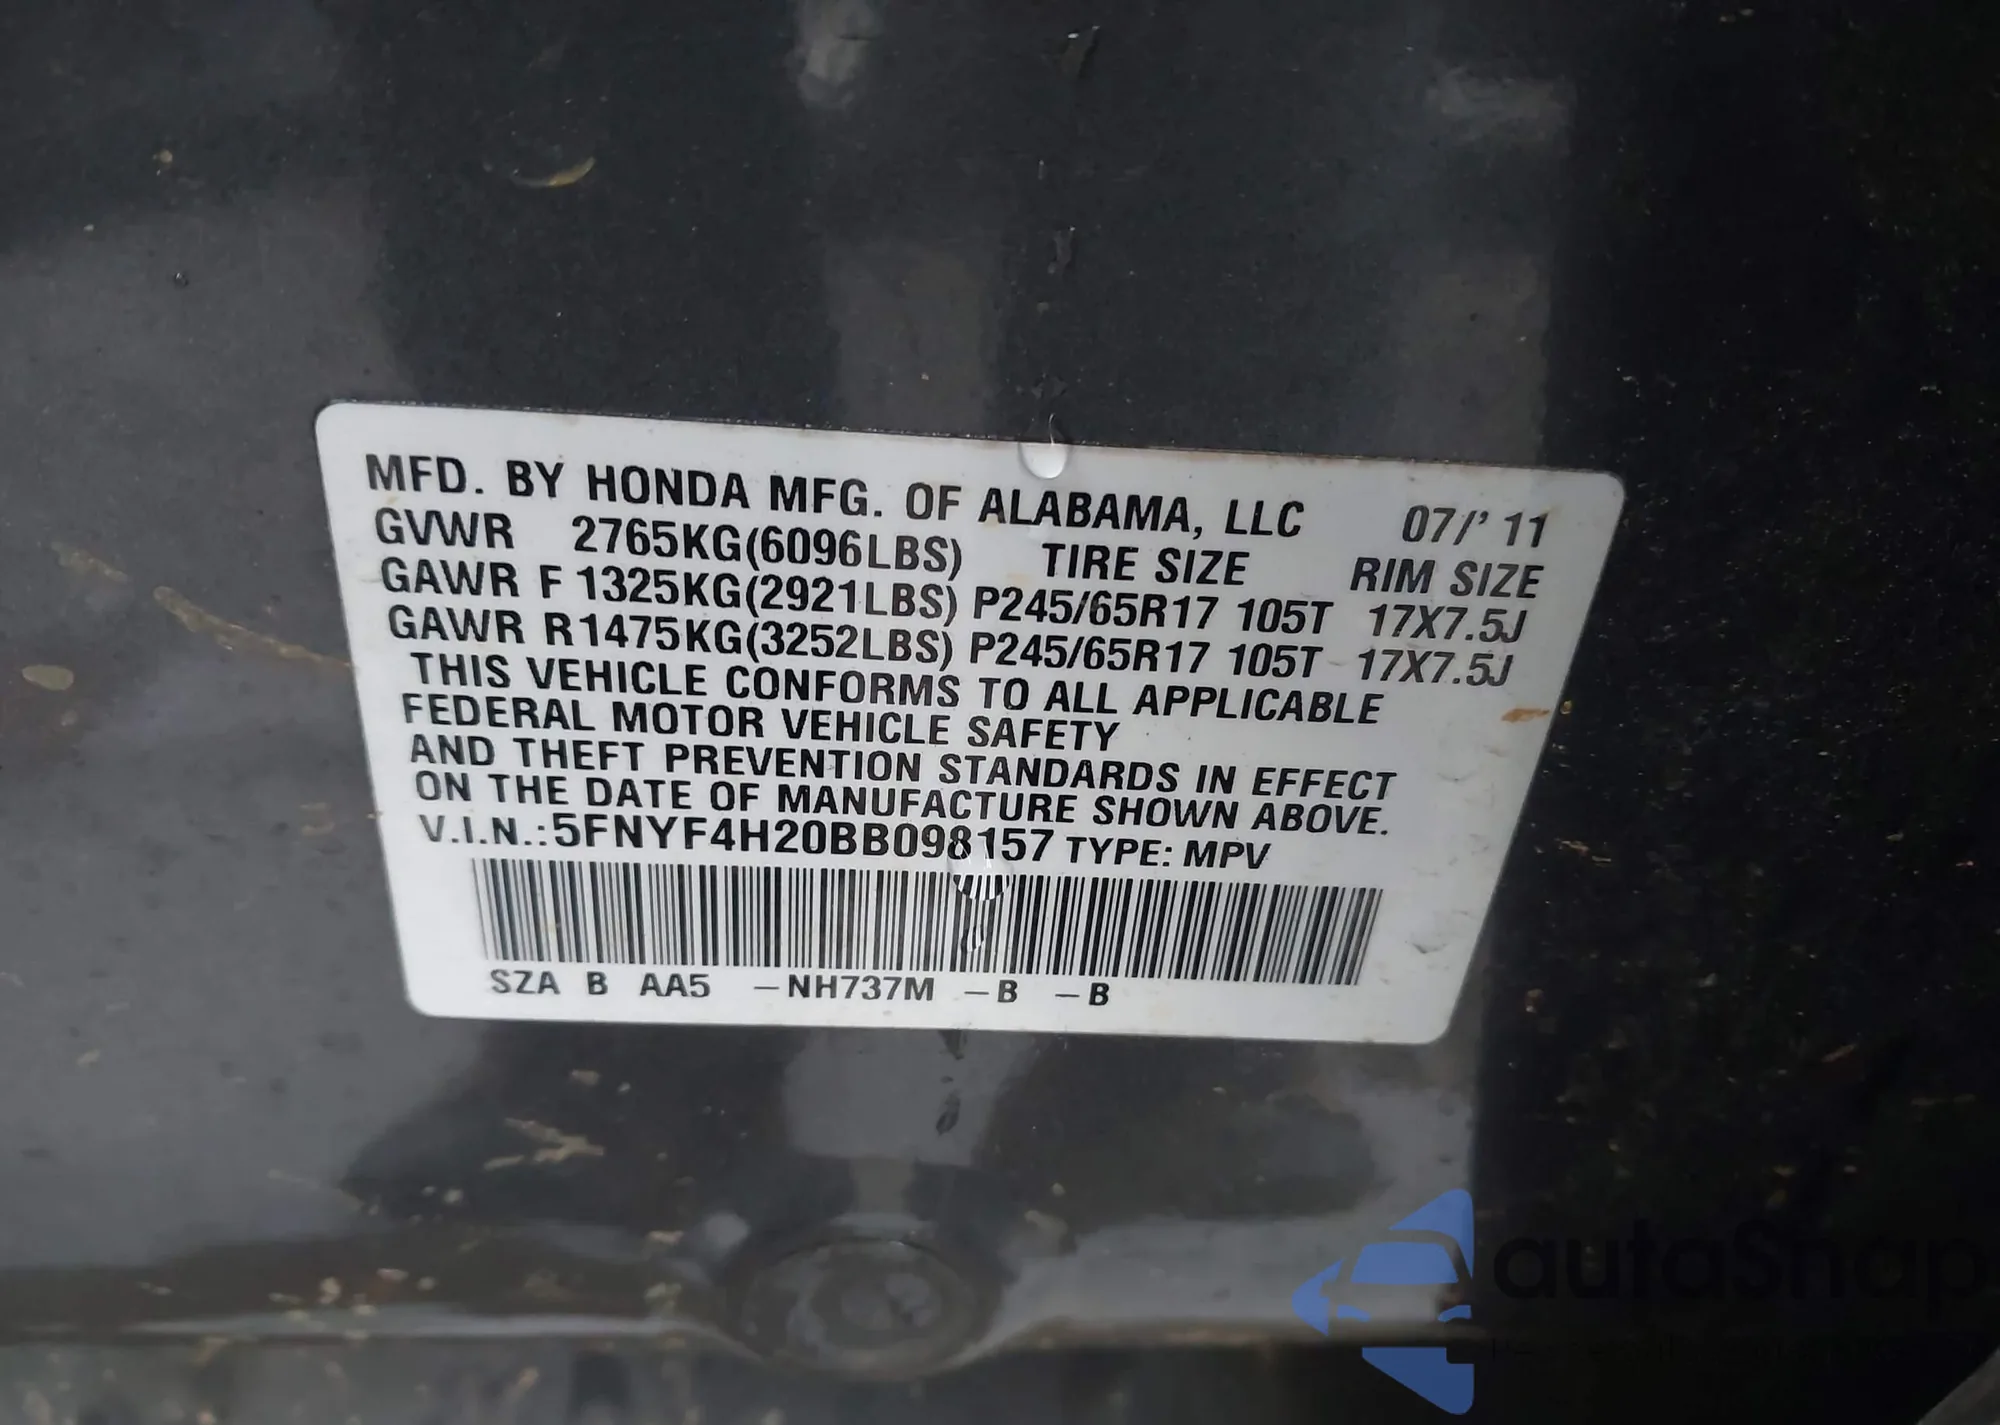 MFD. BY HONDA MFG. OF ALABAMA, LLC 07/' 11
GVWR 2765KG(6096LBS) TIRE SIZE RIM SIZE
GAWR F 1325KG(2921LBS) P245/65R17 105T 17X7.5J
GAWR R 1475KG(3252LBS) P245/65R17 105T 17X7.5J
THIS VEHICLE CONFORMS TO ALL APPLICABLE
FEDERAL MOTOR VEHICLE SAFETY
AND THEFT PREVENTION STANDARDS IN EFFECT
ON THE DATE OF MANUFACTURE SHOWN ABOVE.
V.I.N.: 5FNYF4H20BB098157 TYPE: MPV
SZA B AA5 –NH737M –B –B
autoSnap